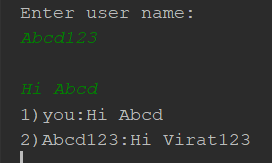 Enter user name:
Abcd123
Hi Abcd
1)you:Hi Abcd
2)Abcd123:Hi Virat123